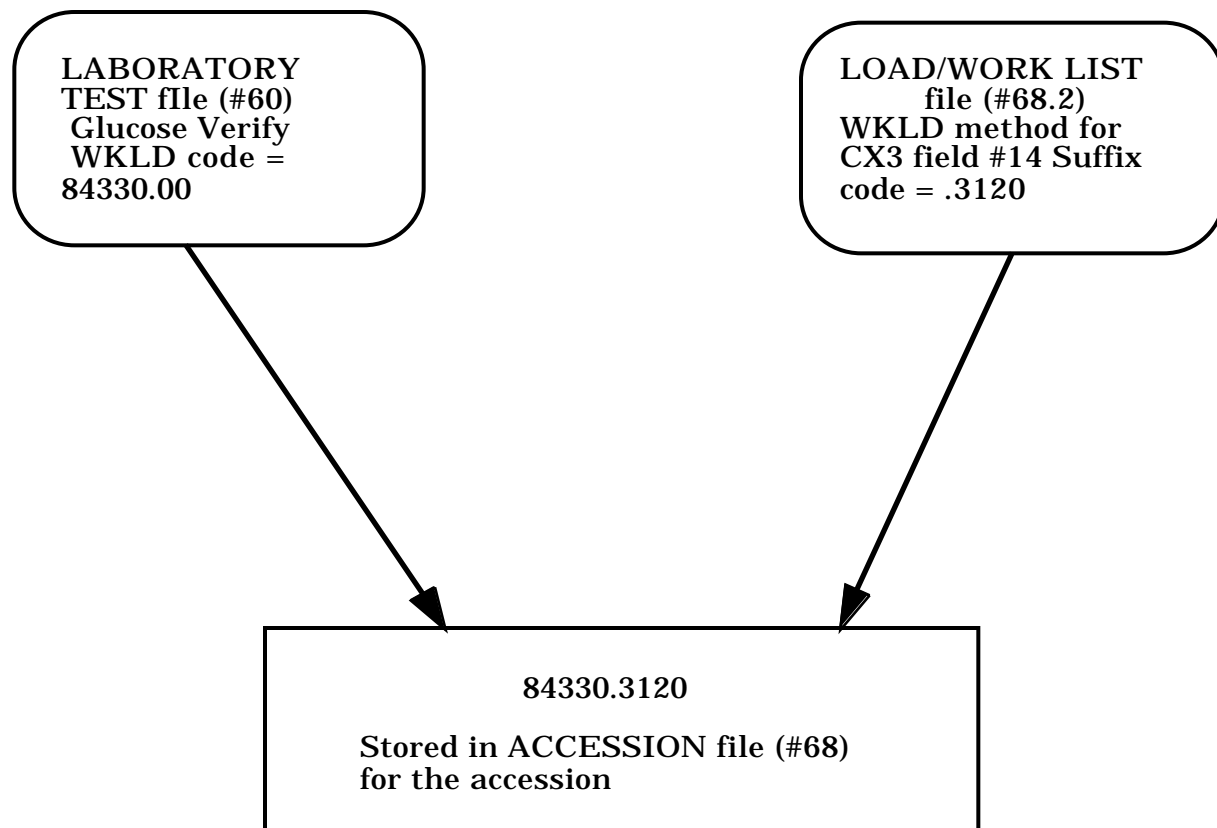 LABORATORY
TEST fIle (#60)
Glucose Verify
WKLD code =
84330.00
LOAD/WORK LIST
file (#68.2)
WKLD method for
CX3 field #14 Suffix
code = .3120
84330.3120
Stored in ACCESSION file (#68)
for the accession